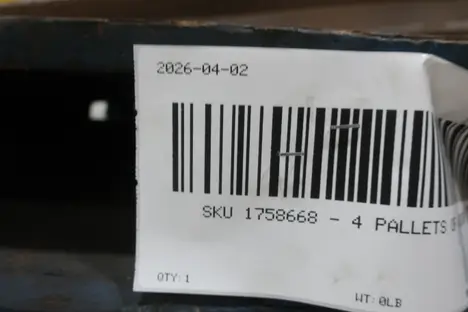 2026-04-02
SKU 1758668 - 4 PALLETS
QTY: 1
WT: 0LB